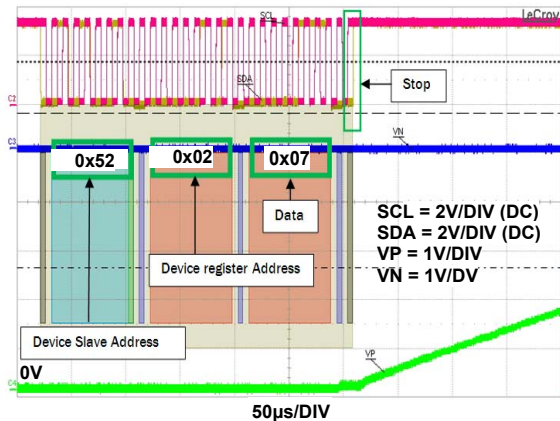 SCL
LeCroy
SDA
Stop
C2
C3
VN
0x52
0x02
0x07
Data
SCL = 2V/DIV (DC)
SDA = 2V/DIV (DC)
VP = 1V/DIV
VN = 1V/DV
Device register Address
Device Slave Address
0V
VP
C4
50µs/DIV